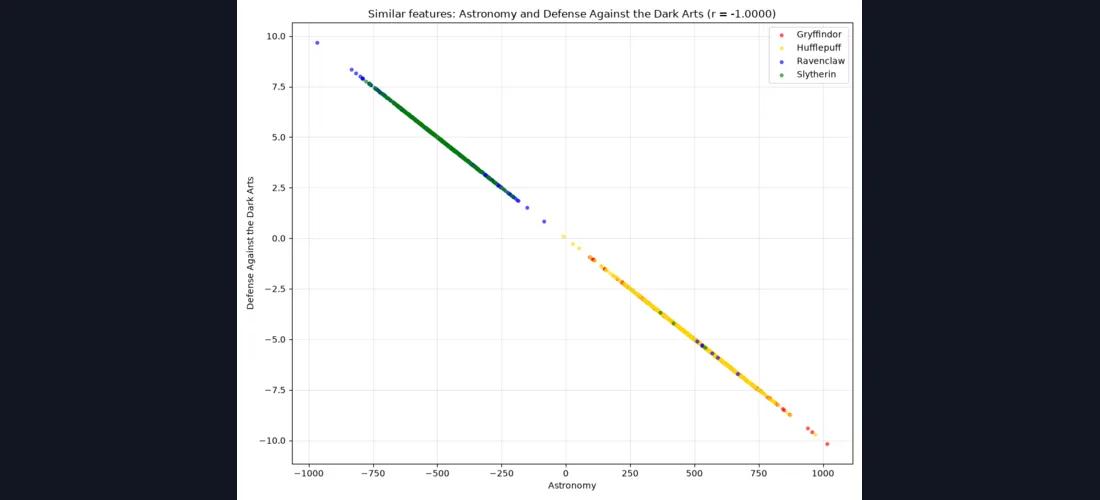 Similar features: Astronomy and Defense Against the Dark Arts (r = -1.0000)
Gryffindor
Hufflepuff
Ravenclaw
Slytherin
10.0
7.5
5.0
2.5
0.0
−2.5
−5.0
−7.5
−10.0
Defense Against the Dark Arts
−1000
−750
−500
−250
0
250
500
750
1000
Astronomy